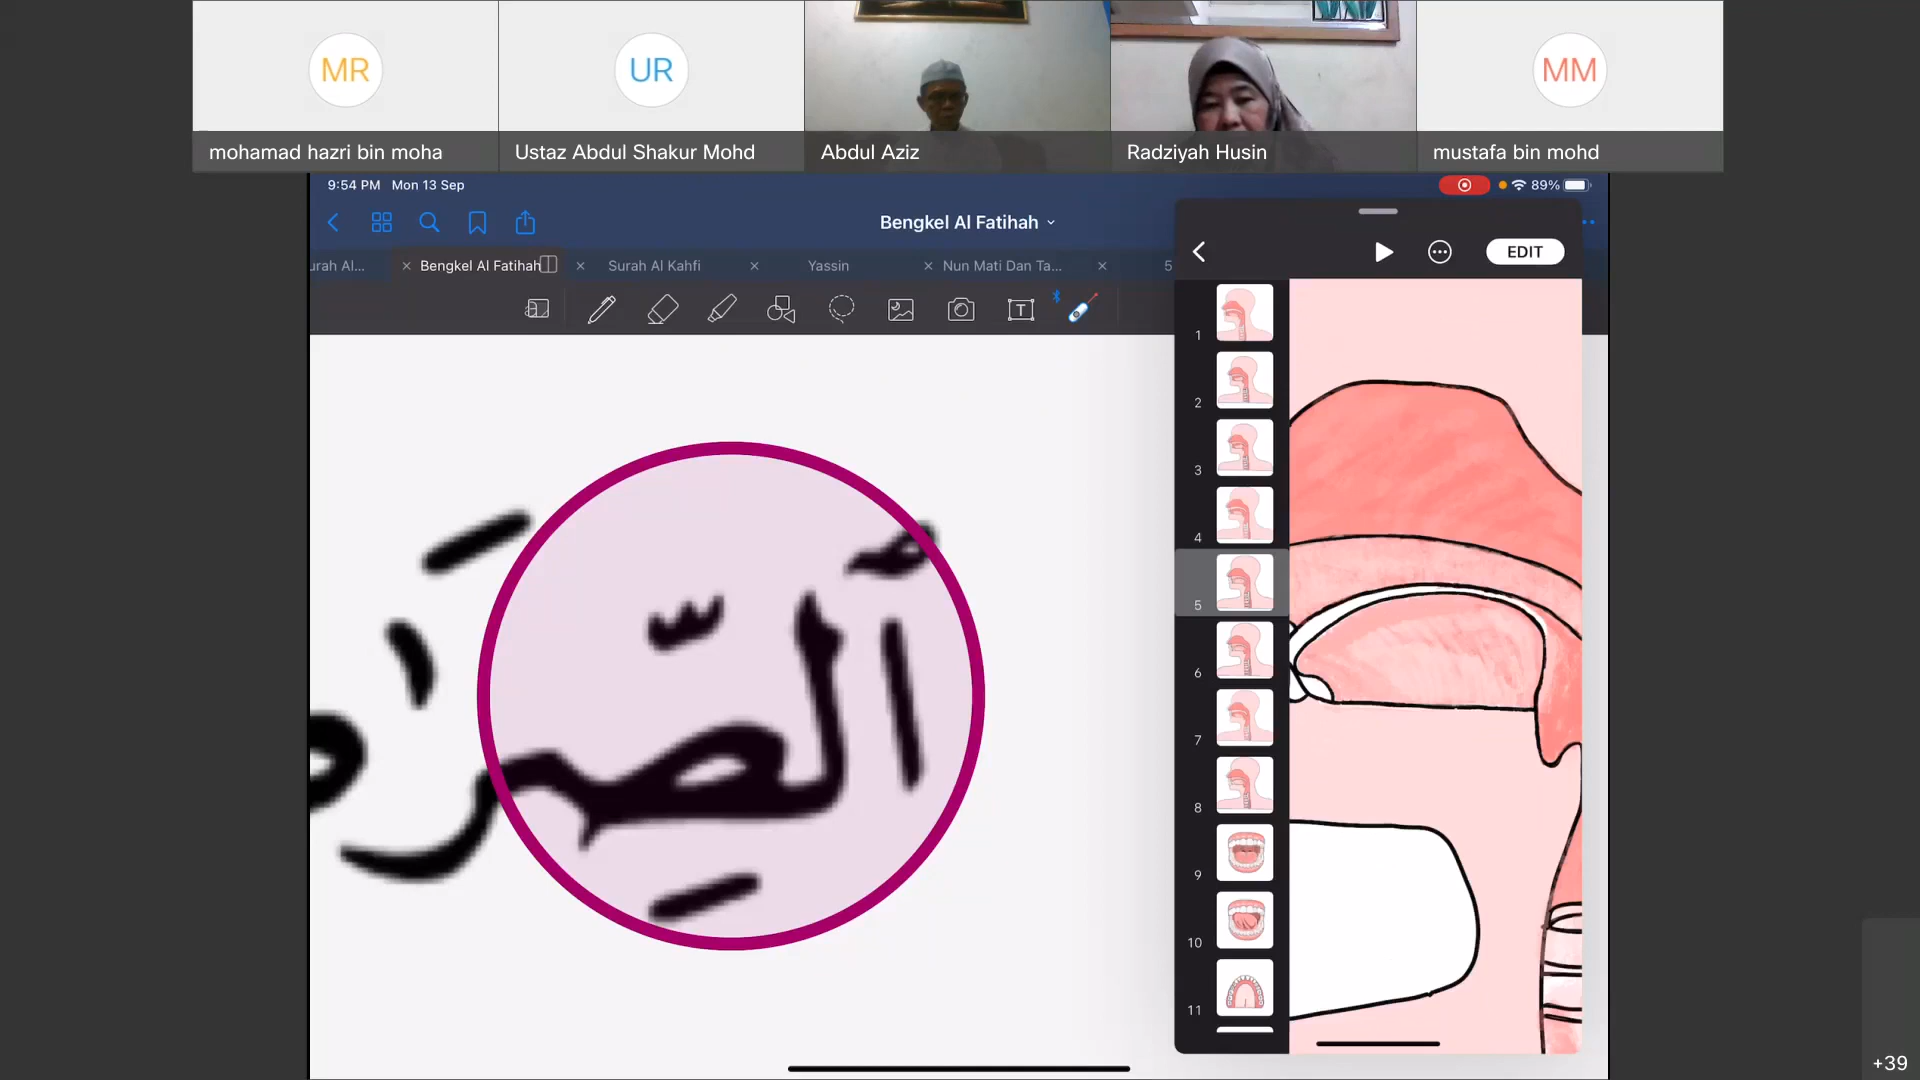 MR
UR
MM
mohamad hazri bin moha
Ustaz Abdul Shakur Mohd
Abdul Aziz
Radziyah Husin
mustafa bin mohd
9:54 PM Mon 13 Sep
89%
Bengkel Al Fatihah
EDIT
urah Al...
Bengkel Al Fatihah
Surah Al Kahfi
Yassin
Nun Mati Dan Ta...
5
T
1
2
3
4
5
6
7
8
9
10
11
ٱلصِّرَٰ
+39